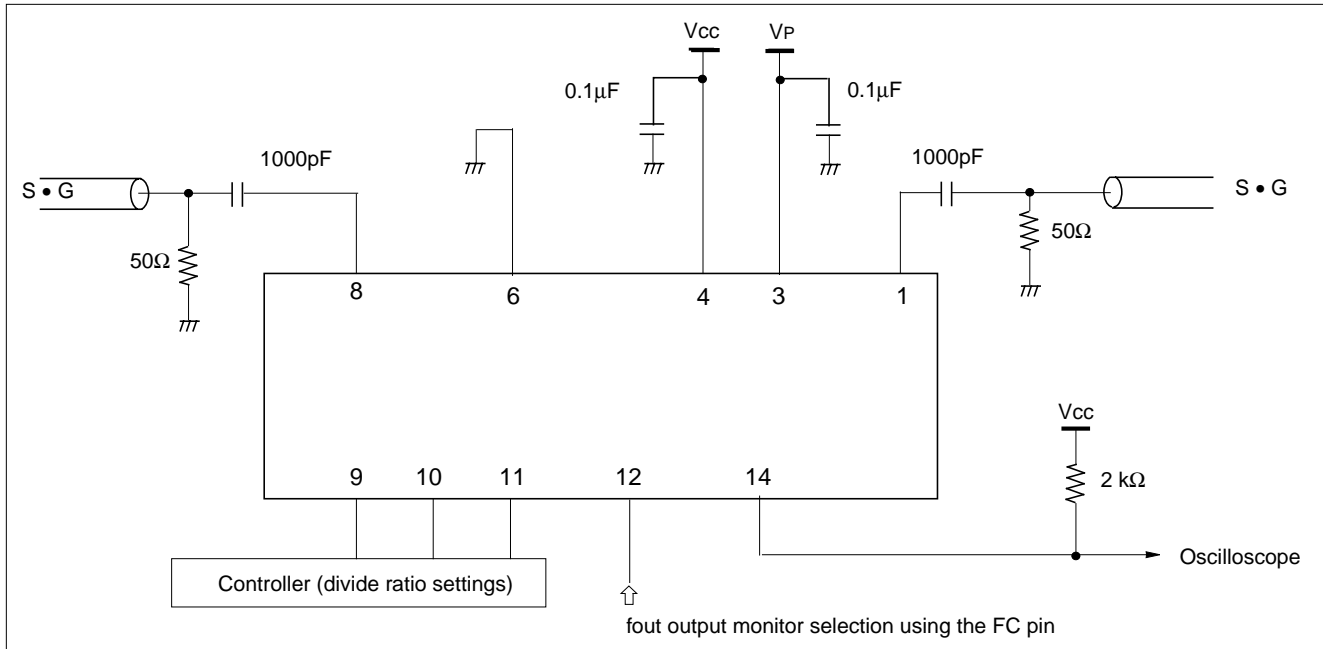 Vcc VP
0.1μF 0.1μF
1000pF 1000pF
S • G S • G
50Ω 50Ω
8 6 4 3 1
Vcc
9 10 11 12 14 2 kΩ
Controller (divide ratio settings) Oscilloscope
fout output monitor selection using the FC pin